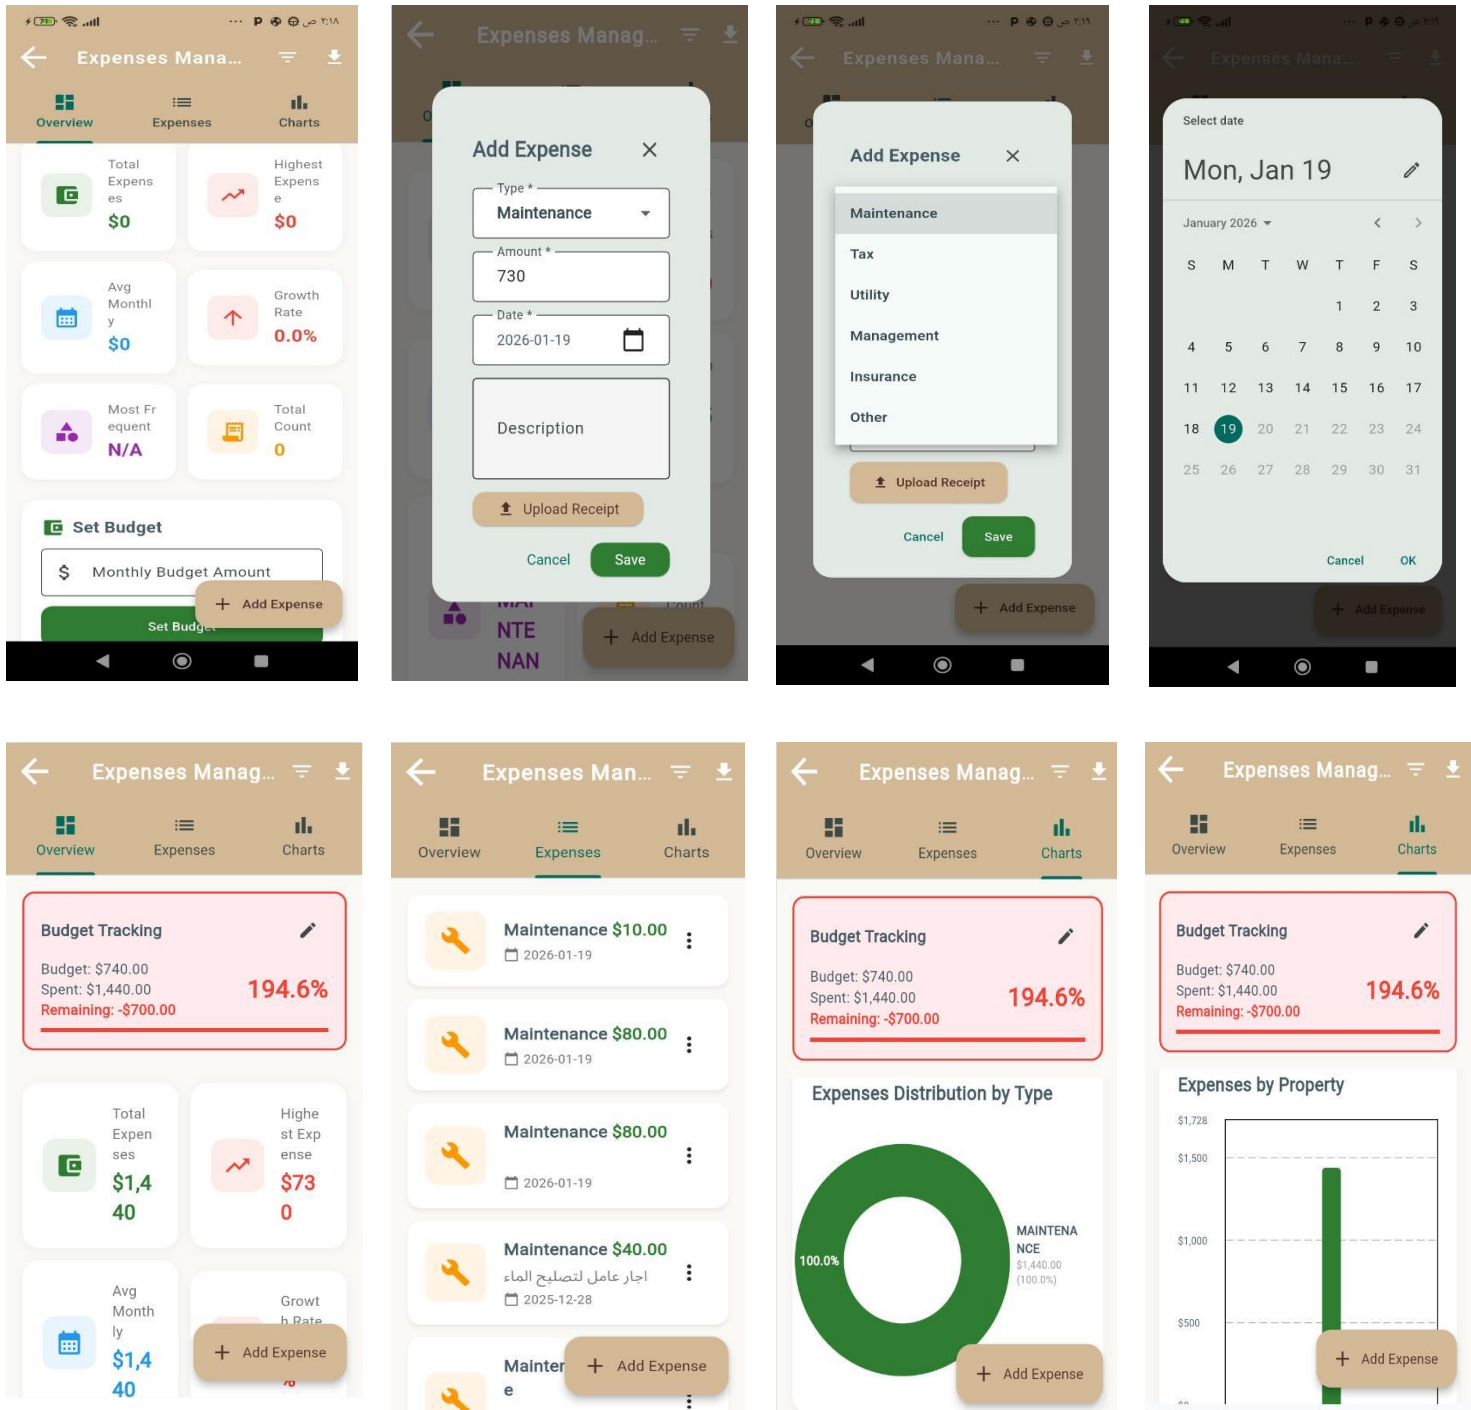 ٢:١٨ ص
Expenses Mana...
Overview
Expenses
Charts
Total
Expens
es
$0
Highest
Expens
e
$0
Avg
Monthl
y
$0
Growth
Rate
0.0%
Most Fr
equent
N/A
Total
Count
0
Set Budget
$ Monthly Budget Amount
+ Add Expense
Set Budge
Expenses Manag...
Add Expense
Type *
Maintenance
Amount *
730
Date *
2026-01-19
Description
Upload Receipt
Cancel
Save
MAI
NTE
NAN
Count
+ Add Expense
٢:١٩ ص
Expenses Mana...
Add Expense
Maintenance
Tax
Utility
Management
Insurance
Other
Upload Receipt
Cancel
Save
+ Add Expense
٢:١٩ ص
Expenses Mana...
Select date
Mon, Jan 19
January 2026
S M T W T F S
1 2 3
4 5 6 7 8 9 10
11 12 13 14 15 16 17
18 19 20 21 22 23 24
25 26 27 28 29 30 31
Cancel
OK
+ Add Expense
Expenses Manag...
Overview
Expenses
Charts
Budget Tracking
Budget: $740.00
Spent: $1,440.00
Remaining: -$700.00
194.6%
Total
Expen
ses
$1,4
40
Highe
st Exp
ense
$73
0
Avg
Month
ly
$1,4
40
Growt
h Rate
%
+ Add Expense
Expenses Man...
Overview
Expenses
Charts
Maintenance $10.00
2026-01-19
Maintenance $80.00
2026-01-19
Maintenance $80.00
2026-01-19
Maintenance $40.00
اجار عامل لتصليح الماء
2025-12-28
Mainter
e
+ Add Expense
Expenses Manag...
Overview
Expenses
Charts
Budget Tracking
Budget: $740.00
Spent: $1,440.00
Remaining: -$700.00
194.6%
Expenses Distribution by Type
100.0%
MAINTENA
NCE
$1,440.00
(100.0%)
+ Add Expense
Expenses Manag...
Overview
Expenses
Charts
Budget Tracking
Budget: $740.00
Spent: $1,440.00
Remaining: -$700.00
194.6%
Expenses by Property
$1,728
$1,500
$1,000
$500
$0
+ Add Expense